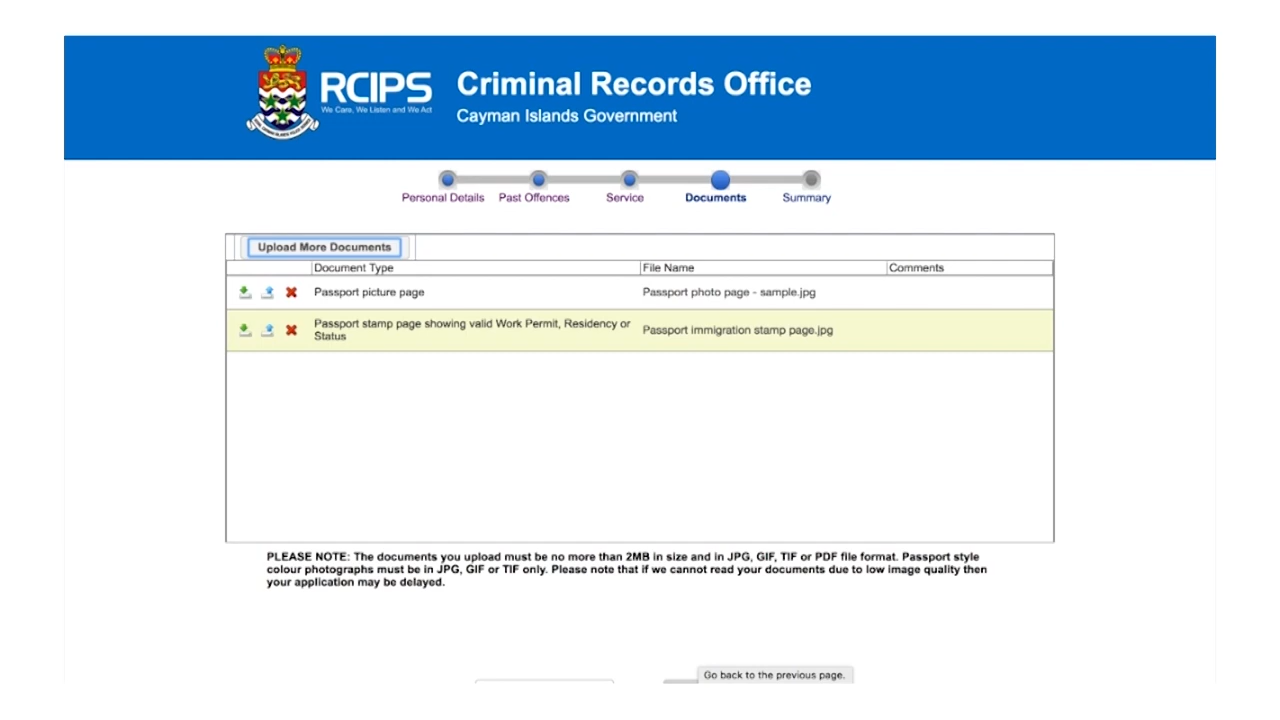 RCIPS
We Care, We Listen and We Act
Criminal Records Office
Cayman Islands Government
Personal Details
Past Offences
Service
Documents
Summary
Upload More Documents
Document Type
File Name
Comments
Passport picture page
Passport photo page - sample.jpg
Passport stamp page showing valid Work Permit, Residency or
Status
Passport immigration stamp page.jpg
PLEASE NOTE: The documents you upload must be no more than 2MB in size and in JPG, GIF, TIF or PDF file format. Passport style
colour photographs must be in JPG, GIF or TIF only. Please note that if we cannot read your documents due to low image quality then
your application may be delayed.
Go back to the previous page.